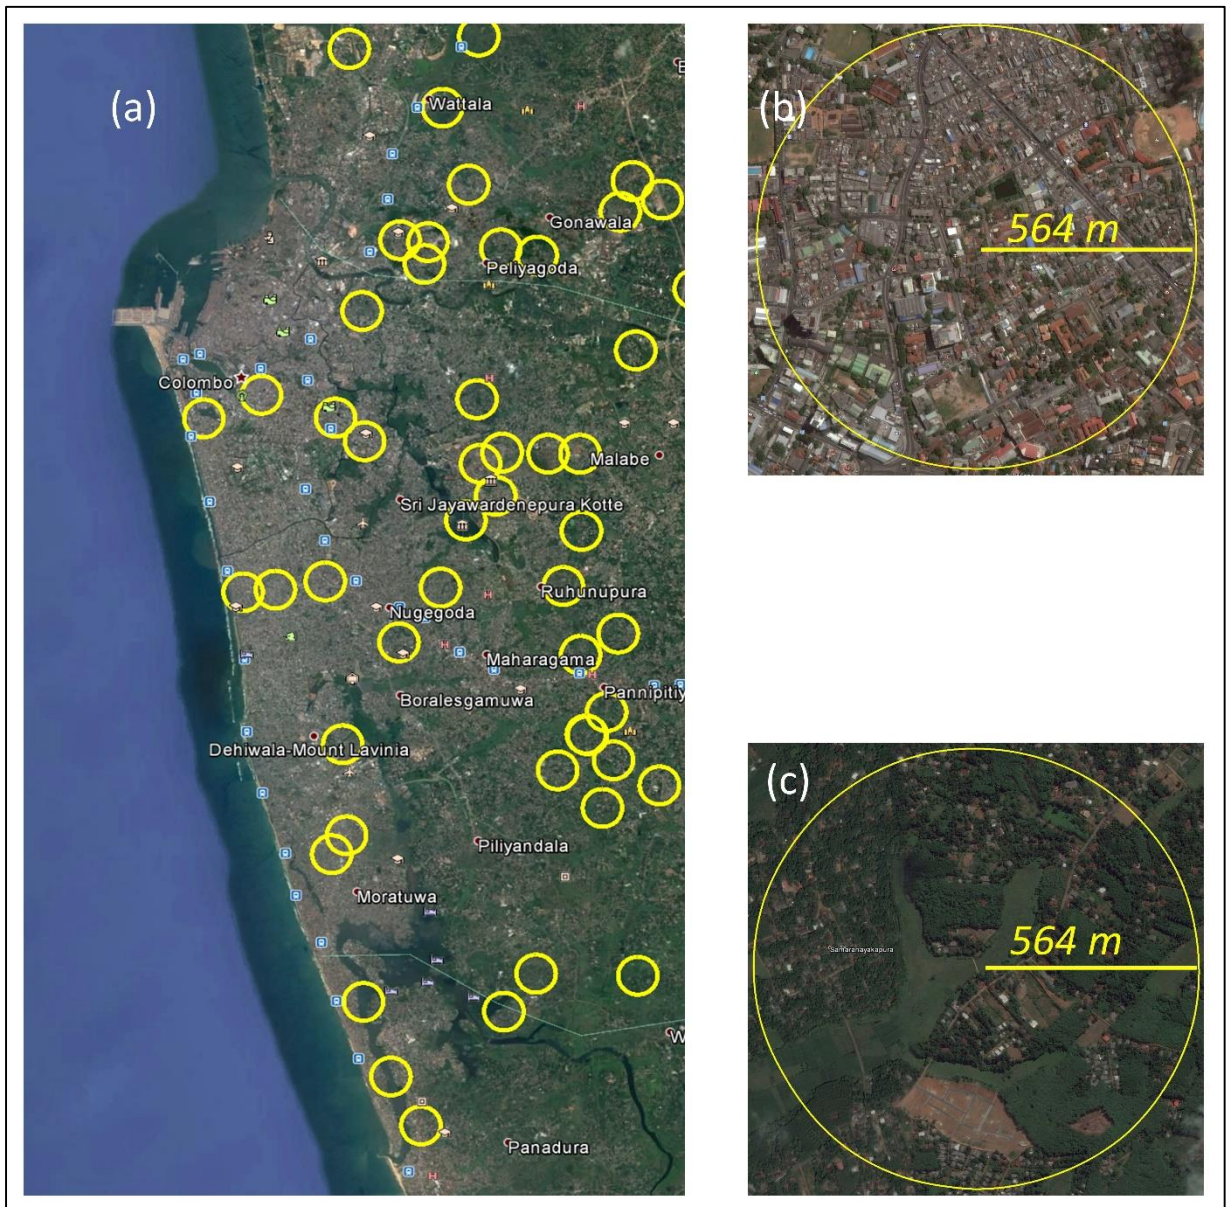 (a)
Wattala
Gonawala
Peliyagoda
Colombo
Malabe
Sri Jayawardenepura Kotte
Ruhunupura
Nugegoda
Maharagama
Pannipitiy
Boralesgamuwa
Dehiwala-Mount Lavinia
Piliyandala
Moratuwa
W
Panadura
(b)
564 m
(c)
Samaranayakapura
564 m